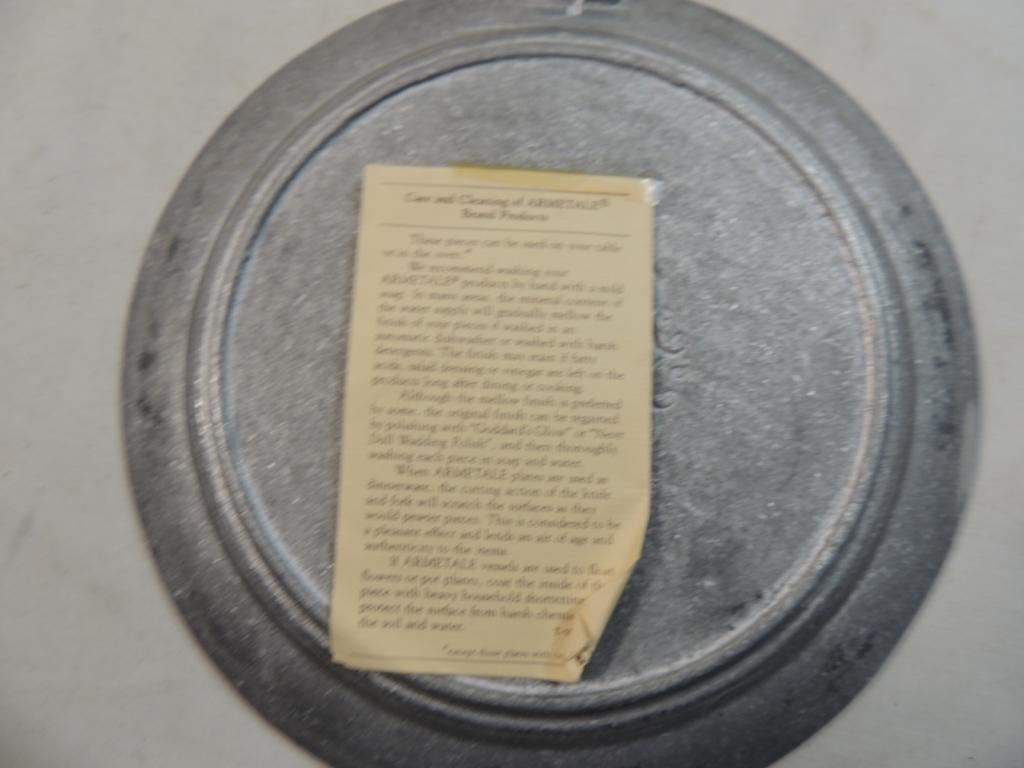 Care and Cleaning of ARMETALE®
Brand Products
These pieces can be used on your table
or in the oven.*
We recommend washing your
ARMETALE® products by hand with a mild
soap. In many areas, the mineral content of
the water supply will gradually mellow the
finish of your pieces if washed in an
automatic dishwasher or washed with harsh
detergents. The finish may stain if fatty
acids, salad dressing or vinegar are left on the
products long after dining or cooking.
Although the mellow finish is preferred
by some, the original finish can be regained
by polishing with "Goddard's Glow" or "Never
Dull Wadding Polish", and then thoroughly
washing each piece in soap and water.
When ARMETALE plates are used as
dinnerware, the cutting action of the knife
and fork will scratch the surfaces as they
would pewter pieces. This is considered to be
a pleasant effect and lends an air of age and
authenticity to the items.
If ARMETALE vessels are used to float
flowers or pot plants, coat the inside of the
piece with heavy household shortening
protect the surface from harsh
the soil and water.
*except those plates with